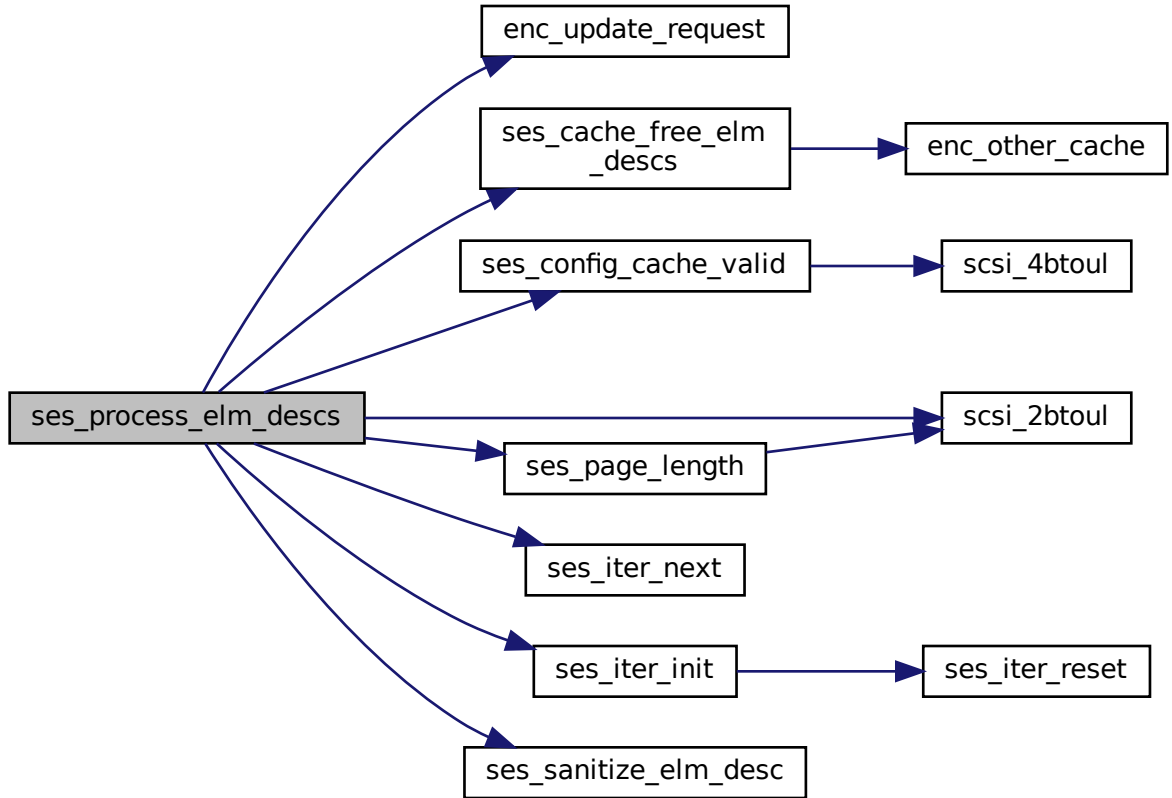 enc_update_request
ses_cache_free_elm
_descs
enc_other_cache
ses_config_cache_valid
scsi_4btoul
ses_process_elm_descs
scsi_2btoul
ses_page_length
ses_iter_next
ses_iter_init
ses_iter_reset
ses_sanitize_elm_desc